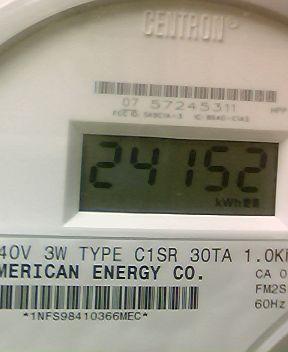 CENTRON®
07 57245311
24152
kWh
40V 3W TYPE C1SR 30TA 1.0K
MERICAN ENERGY CO.
CA 0
FM2S
60Hz
*1NFS98410366MEC*